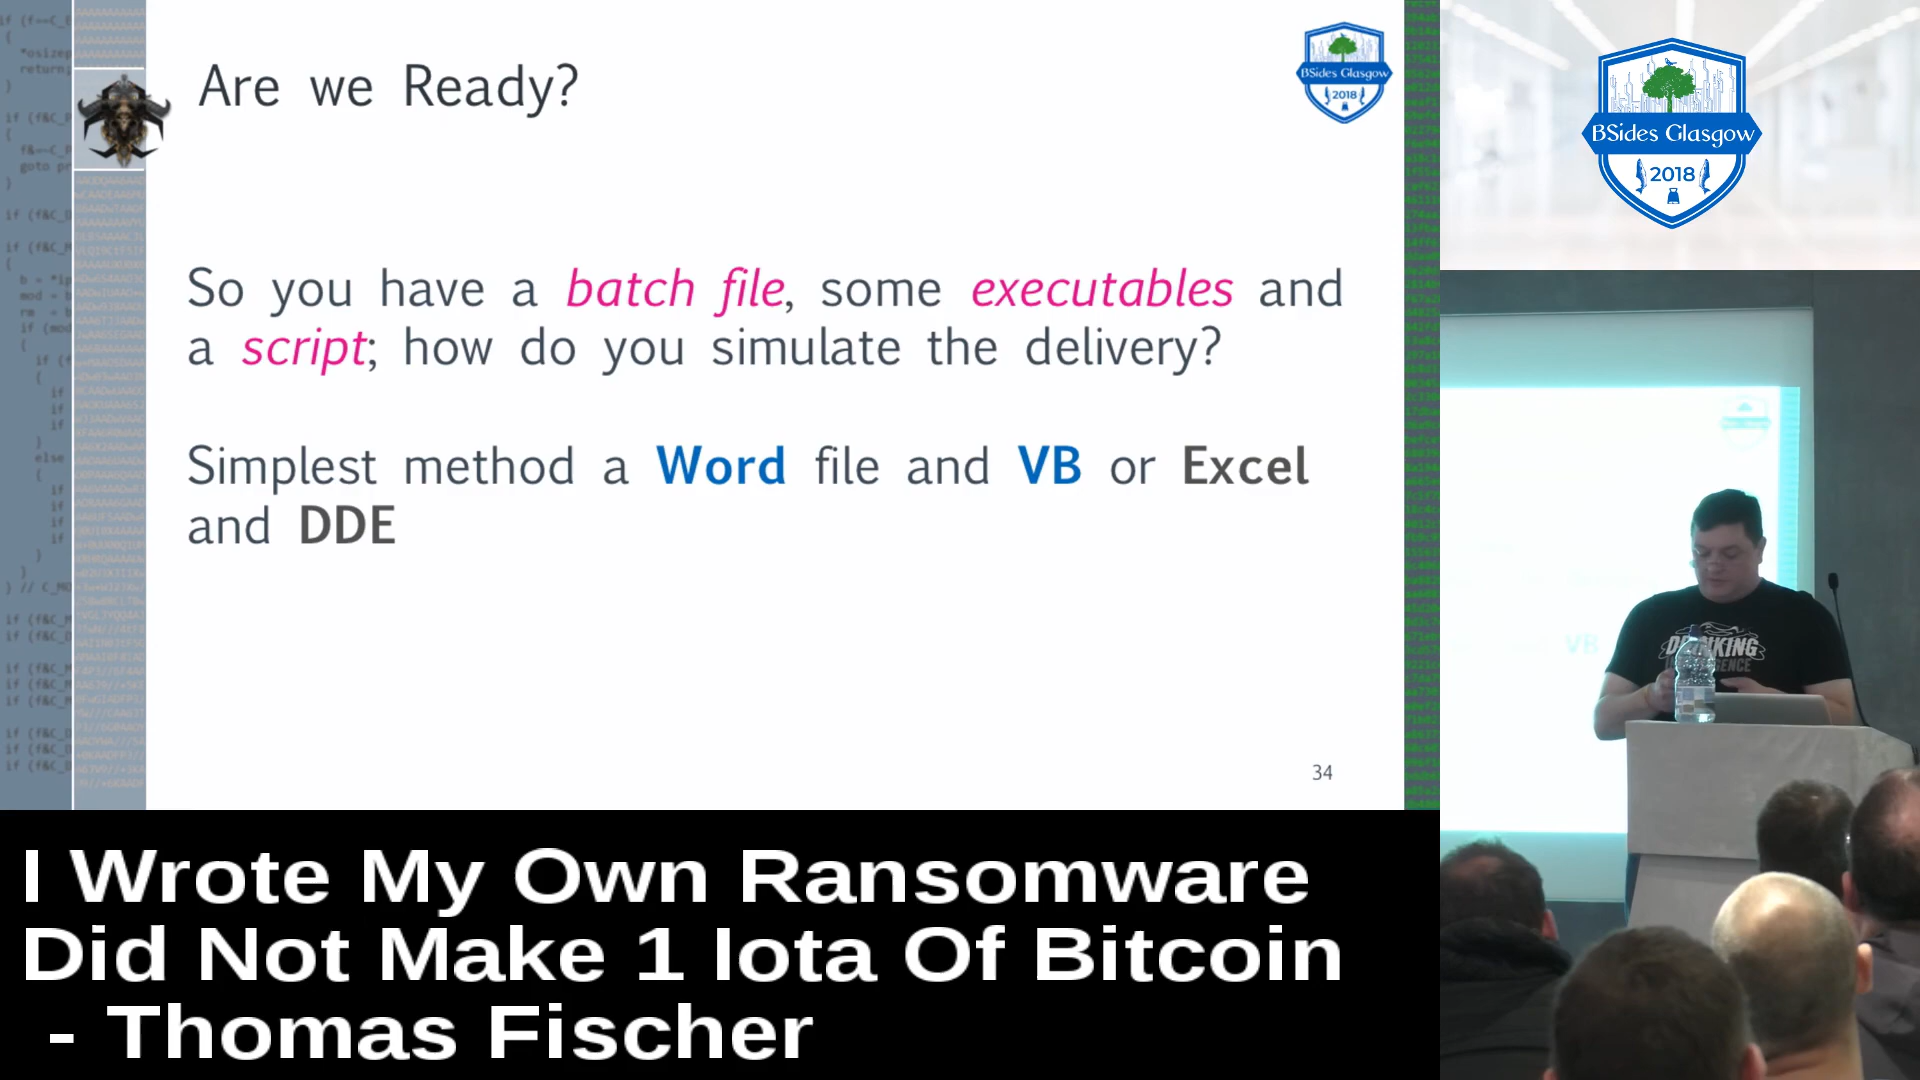 Are we Ready?
BSides Glasgow
2018
So you have a batch file, some executables and
a script; how do you simulate the delivery?
Simplest method a Word file and VB or Excel
and DDE
34
BSides Glasgow
2018
VB
DRINKING
I Wrote My Own Ransomware
Did Not Make 1 Iota Of Bitcoin
- Thomas Fischer